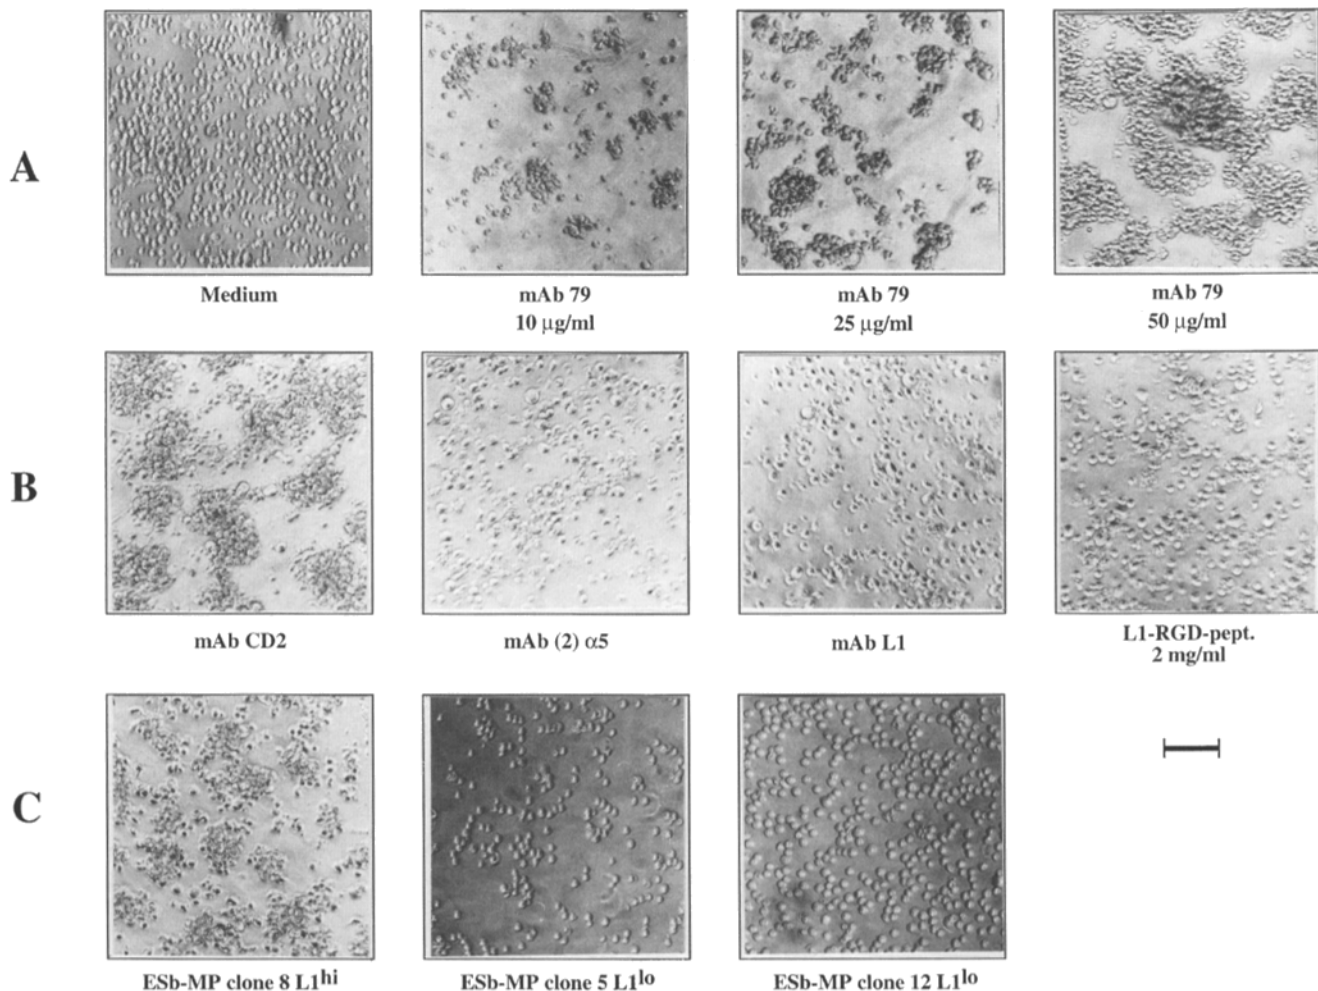 A
Medium
mAb 79
10 μg/ml
mAb 79
25 μg/ml
mAb 79
50 μg/ml
B
mAb CD2
mAb (2) α5
mAb L1
L1-RGD-pept.
2 mg/ml
C
ESb-MP clone 8 L1hi
ESb-MP clone 5 L1lo
ESb-MP clone 12 L1lo